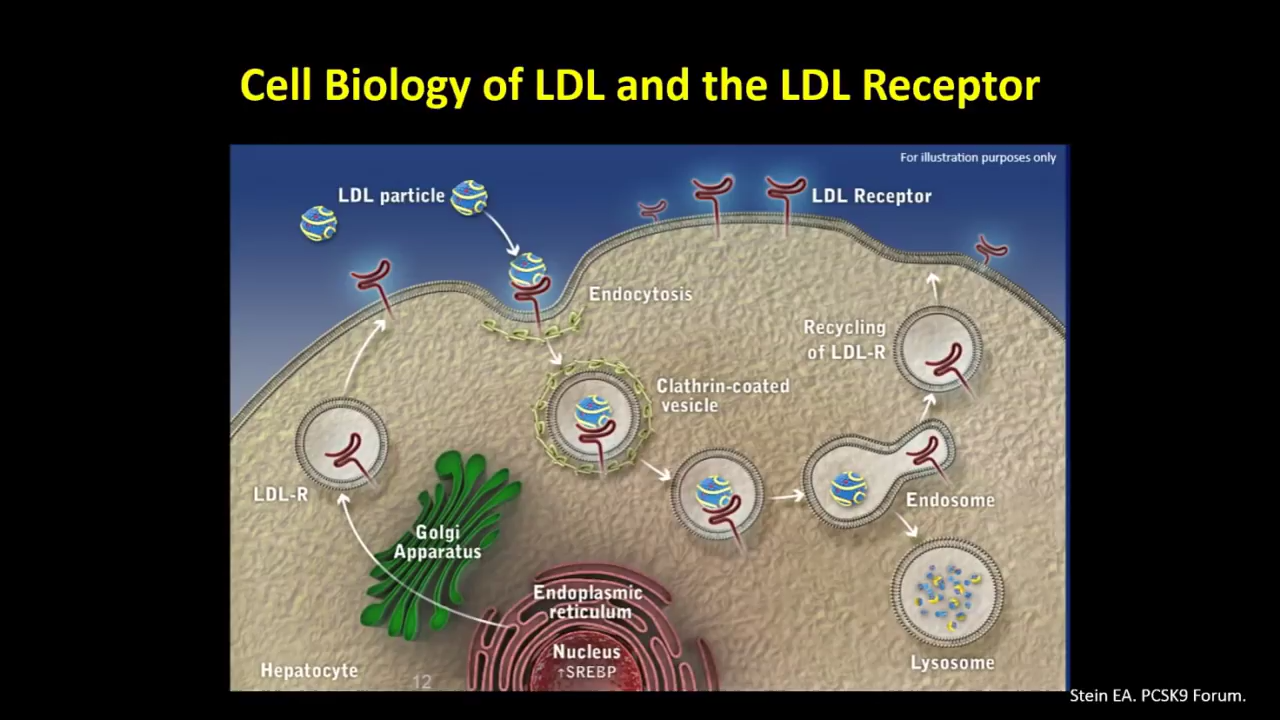 Cell Biology of LDL and the LDL Receptor
For illustration purposes only
LDL particle
LDL Receptor
Endocytosis
Recycling
of LDL-R
Clathrin-coated
vesicle
LDL-R
Endosome
Golgi
Apparatus
Endoplasmic
reticulum
Nucleus
↑SREBP
Lysosome
Hepatocyte
12
Stein EA. PCSK9 Forum.